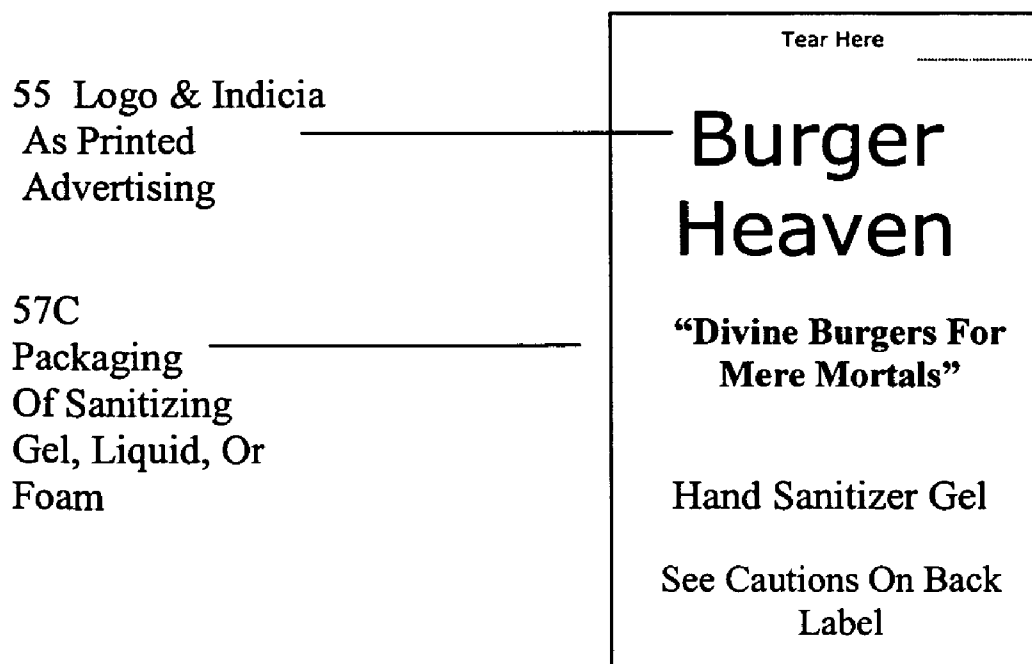 55 Logo & Indicia
As Printed
Advertising
57C
Packaging
Of Sanitizing
Gel, Liquid, Or
Foam
Tear Here
Burger
Heaven
“Divine Burgers For
Mere Mortals”
Hand Sanitizer Gel
See Cautions On Back
Label